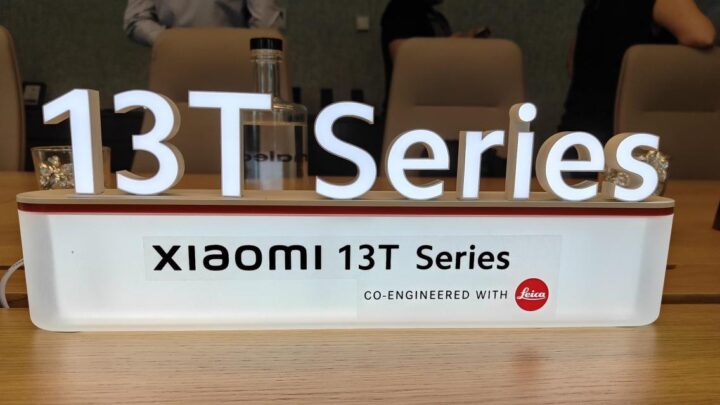 13T Series
xiaomi 13T Series
CO-ENGINEERED WITH Leica